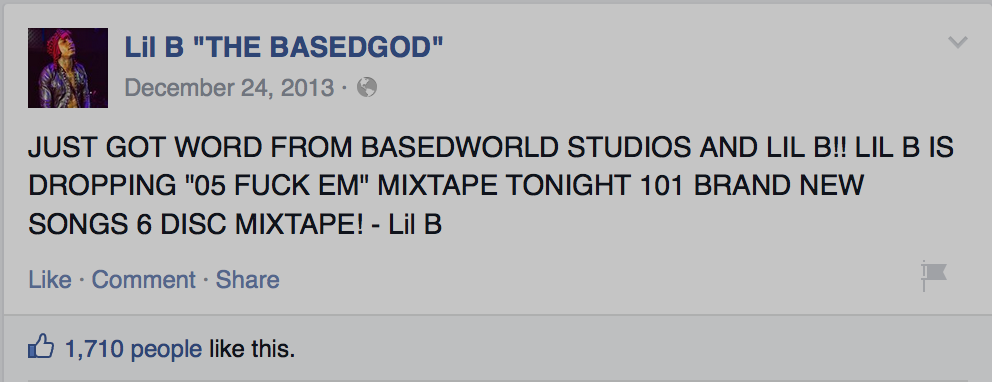 Lil B "THE BASEDGOD"
December 24, 2013 ·
JUST GOT WORD FROM BASEDWORLD STUDIOS AND LIL B!! LIL B IS
DROPPING "05 FUCK EM" MIXTAPE TONIGHT 101 BRAND NEW
SONGS 6 DISC MIXTAPE! - Lil B
Like · Comment · Share
1,710 people like this.